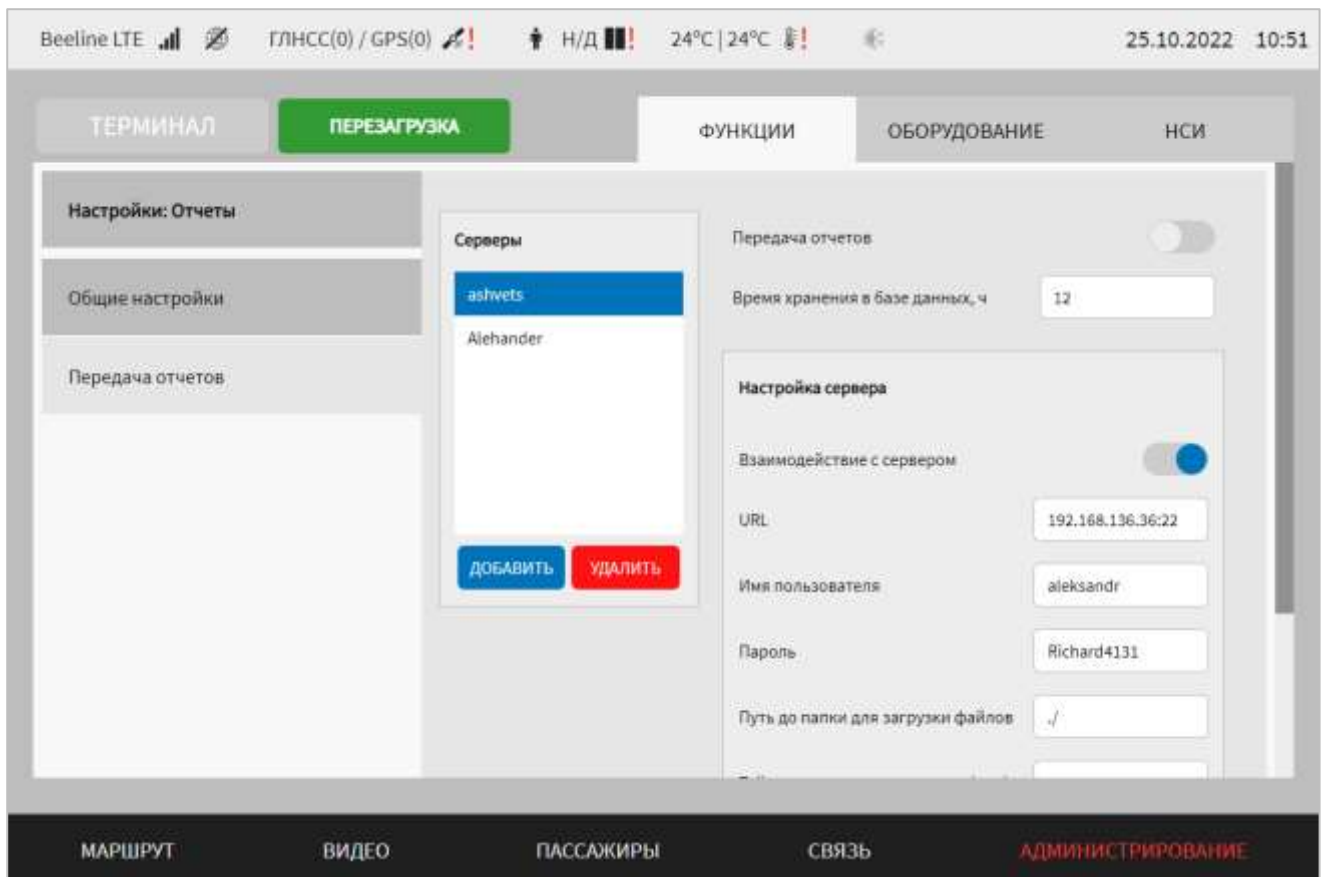 Beeline LTE ГЛНСС(0) / GPS(0) ! Н/Д ! 24°C | 24°C ! 25.10.2022 10:51
ТЕРМИНАЛ ПЕРЕЗАГРУЗКА ФУНКЦИИ ОБОРУДОВАНИЕ НСИ
Настройки: Отчеты
Общие настройки
Передача отчетов
Серверы
ashvets
Alehander
ДОБАВИТЬ УДАЛИТЬ
Передача отчетов
Время хранения в базе данных, ч 12
Настройка сервера
Взаимодействие с сервером
URL 192.168.136.36:22
Имя пользователя aleksandr
Пароль Richard4131
Путь до папки для загрузки файлов ./
МАРШРУТ ВИДЕО ПАССАЖИРЫ СВЯЗЬ АДМИНИСТРИРОВАНИЕ